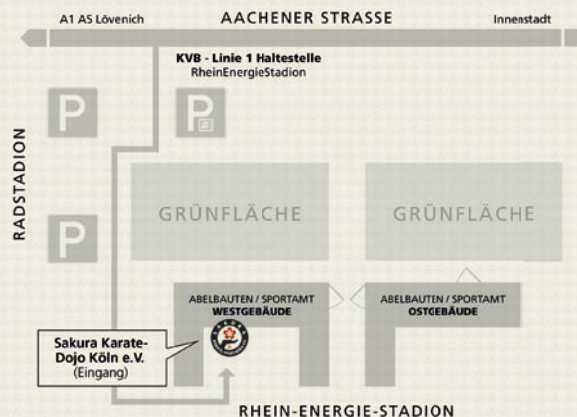 A1 AS Lövenich
AACHENER STRASSE
Innenstadt
KVB - Linie 1 Haltestelle
RheinEnergieStadion
P
P
RADSTADION
GRÜNFLÄCHE
GRÜNFLÄCHE
P
ABELBAUTEN / SPORTAMT
WESTGEBÄUDE
ABELBAUTEN / SPORTAMT
OSTGEBÄUDE
Sakura Karate-
Dojo Köln e.V.
(Eingang)
RHEIN-ENERGIE-STADION